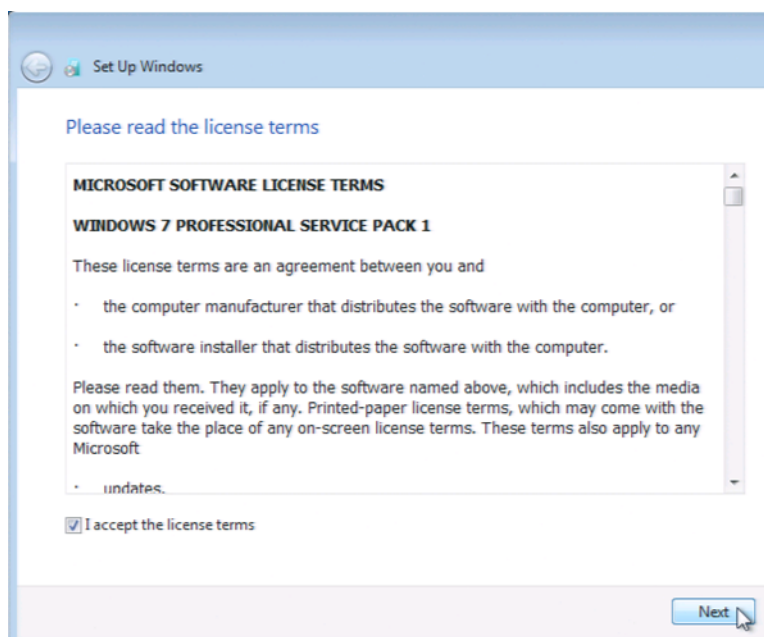 Set Up Windows
Please read the license terms
MICROSOFT SOFTWARE LICENSE TERMS
WINDOWS 7 PROFESSIONAL SERVICE PACK 1
These license terms are an agreement between you and
· the computer manufacturer that distributes the software with the computer, or
· the software installer that distributes the software with the computer.
Please read them. They apply to the software named above, which includes the media
on which you received it, if any. Printed-paper license terms, which may come with the
software take the place of any on-screen license terms. These terms also apply to any
Microsoft
· updates,
I accept the license terms
Next